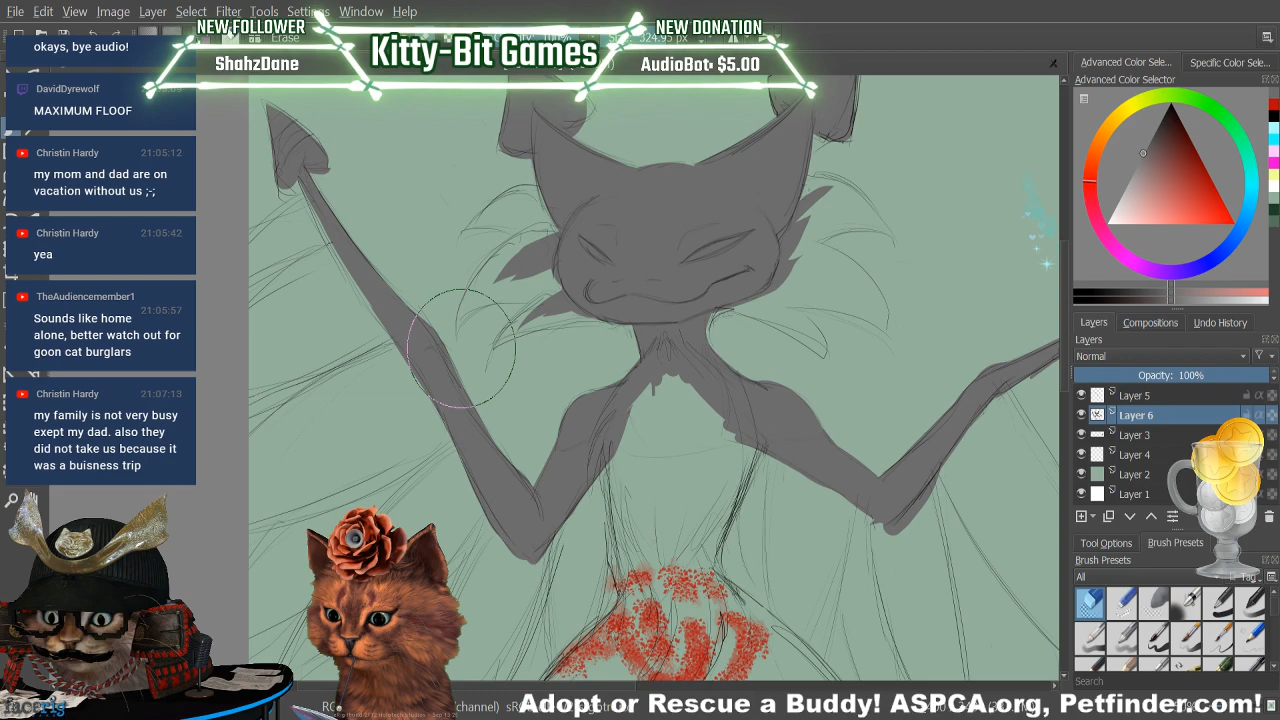 File Edit View Image Layer Select Filter Tools Settings Window Help
NEW FOLLOWER
ShahzDane
Kitty-Bit Games
NEW DONATION
AudioBot: $5.00
Erase
okays, bye audio!
DavidDyrewolf
MAXIMUM FLOOF
Christin Hardy 21:05:12
my mom and dad are on
vacation without us ;-;
Christin Hardy 21:05:42
yea
TheAudiencemember1
21:05:57
Sounds like home
alone, better watch out for
goon cat burglars
Christin Hardy 21:07:13
my family is not very busy
exept my dad. also they
did not take us because it
was a buisness trip
Advanced Color Sele... Specific Color Sele...
Advanced Color Selector
Layers Compositions Undo History
Layers
Normal
Opacity: 100%
Layer 5
Layer 6
Layer 3
Layer 4
Layer 2
Layer 1
Tool Options Brush Presets
Brush Presets
All
Tag
Search
facerig
Adopt or Rescue a Buddy! ASPCA.org, Petfinder.com!